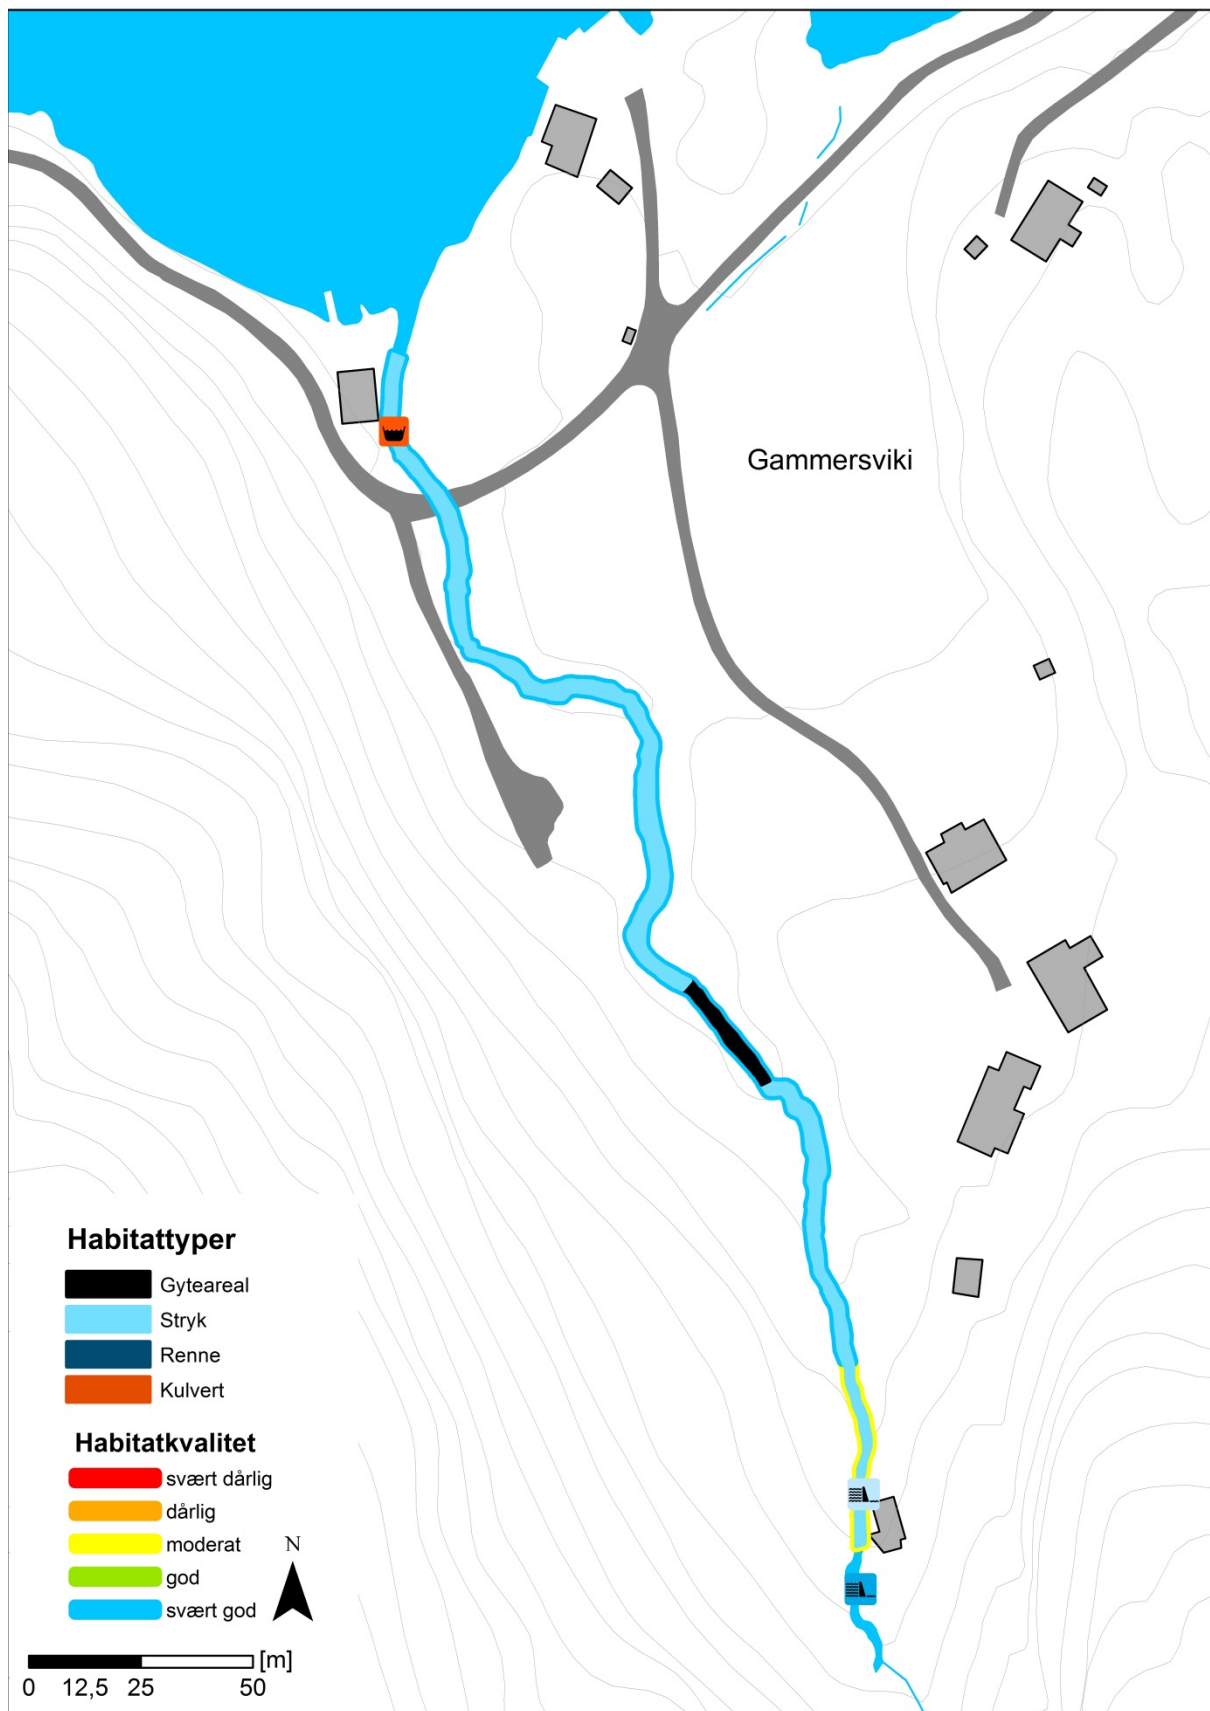 Gammersviki
Habitattyper
Gyteareal
Stryk
Renne
Kulvert
Habitatkvalitet
svært dårlig
dårlig
moderat
god
svært god
N
[m]
0 12,5 25 50